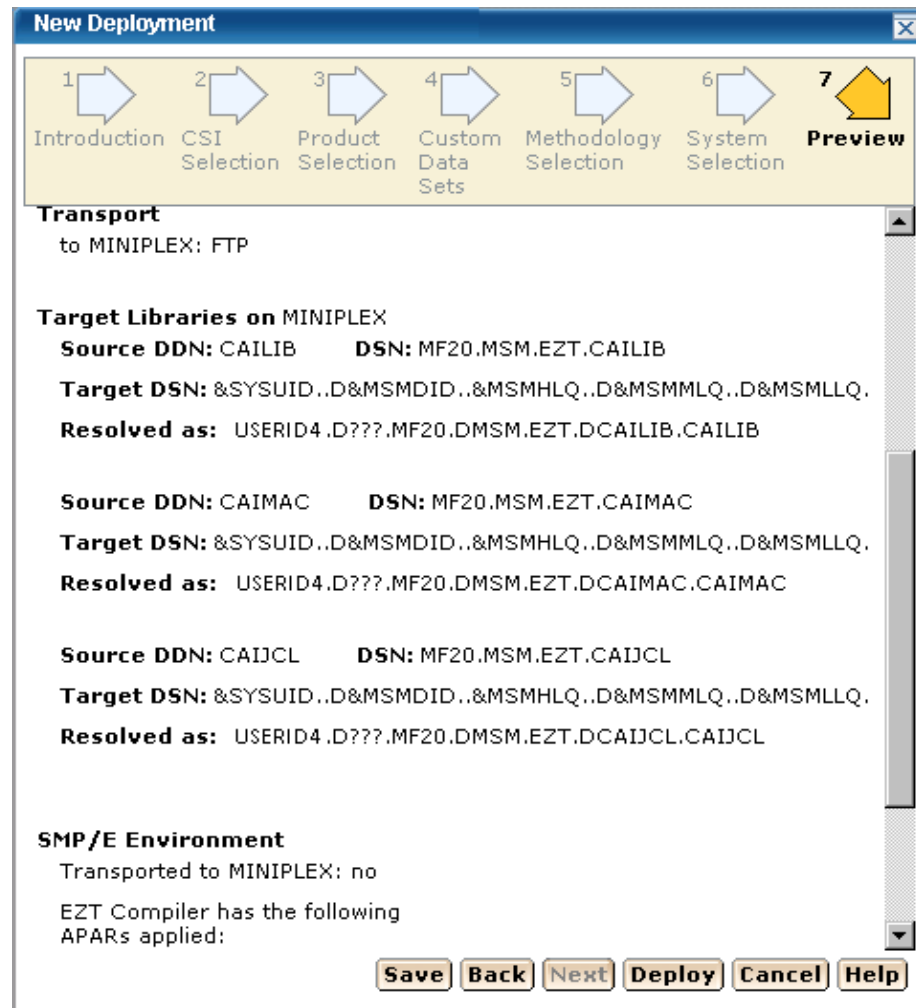 New Deployment
1 2 3 4 5 6 7
Introduction CSI Selection Product Selection Custom Data Sets Methodology Selection System Selection Preview
Transport
to MINIPLEX: FTP
Target Libraries on MINIPLEX
Source DDN: CAILIB DSN: MF20.MSM.EZT.CAILIB
Target DSN: &SYSUID..D&MSMDID..&MSMHLQ..D&MSMMLQ..D&MSMLLQ.
Resolved as: USERID4.D???.MF20.DMSM.EZT.DCAILIB.CAILIB
Source DDN: CAIMAC DSN: MF20.MSM.EZT.CAIMAC
Target DSN: &SYSUID..D&MSMDID..&MSMHLQ..D&MSMMLQ..D&MSMLLQ.
Resolved as: USERID4.D???.MF20.DMSM.EZT.DCAIMAC.CAIMAC
Source DDN: CAIJCL DSN: MF20.MSM.EZT.CAIJCL
Target DSN: &SYSUID..D&MSMDID..&MSMHLQ..D&MSMMLQ..D&MSMLLQ.
Resolved as: USERID4.D???.MF20.DMSM.EZT.DCAIJCL.CAIJCL
SMP/E Environment
Transported to MINIPLEX: no
EZT Compiler has the following
APARs applied:
Save Back Next Deploy Cancel Help